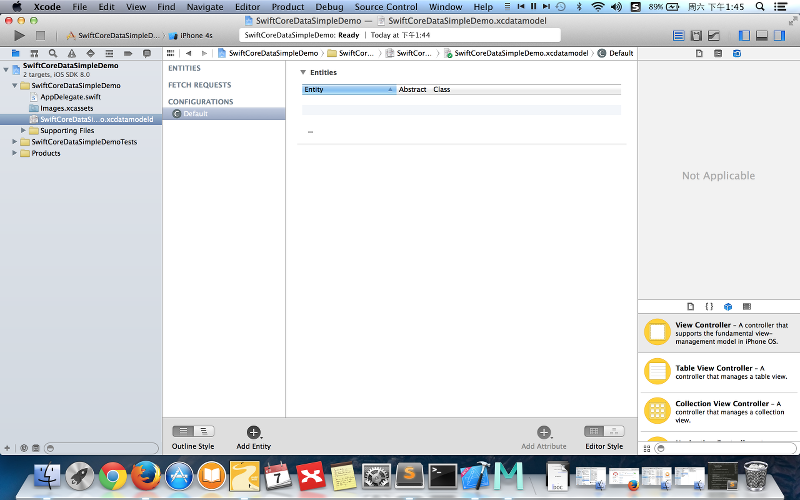 Xcode File Edit View Find Navigate Editor Product Debug Source Control Window Help S 89% 周六 下午1:45
SwiftCoreDataSimpleDemo — SwiftCoreDataSimpleDemo.xcdatamodel
SwiftCoreDataSimpleD... iPhone 4s
SwiftCoreDataSimpleDemo: Ready | Today at 下午1:44
SwiftCoreDataSimpleDemo SwiftCor... SwiftCor... SwiftCoreDataSimpleDemo.xcdatamodel C Default
SwiftCoreDataSimpleDemo
2 targets, iOS SDK 8.0
SwiftCoreDataSimpleDemo
AppDelegate.swift
Images.xcassets
SwiftCoreDataSi...o.xcdatamodeld
Supporting Files
SwiftCoreDataSimpleDemoTests
Products
ENTITIES
FETCH REQUESTS
CONFIGURATIONS
C Default
Entities
Entity Abstract Class
Not Applicable
View Controller - A controller that
supports the fundamental view-
management model in iPhone OS.
Table View Controller - A
controller that manages a table view.
Collection View Controller - A
controller that manages a collection
view.
Outline Style Add Entity Add Attribute Editor Style
7
S
M
DOC